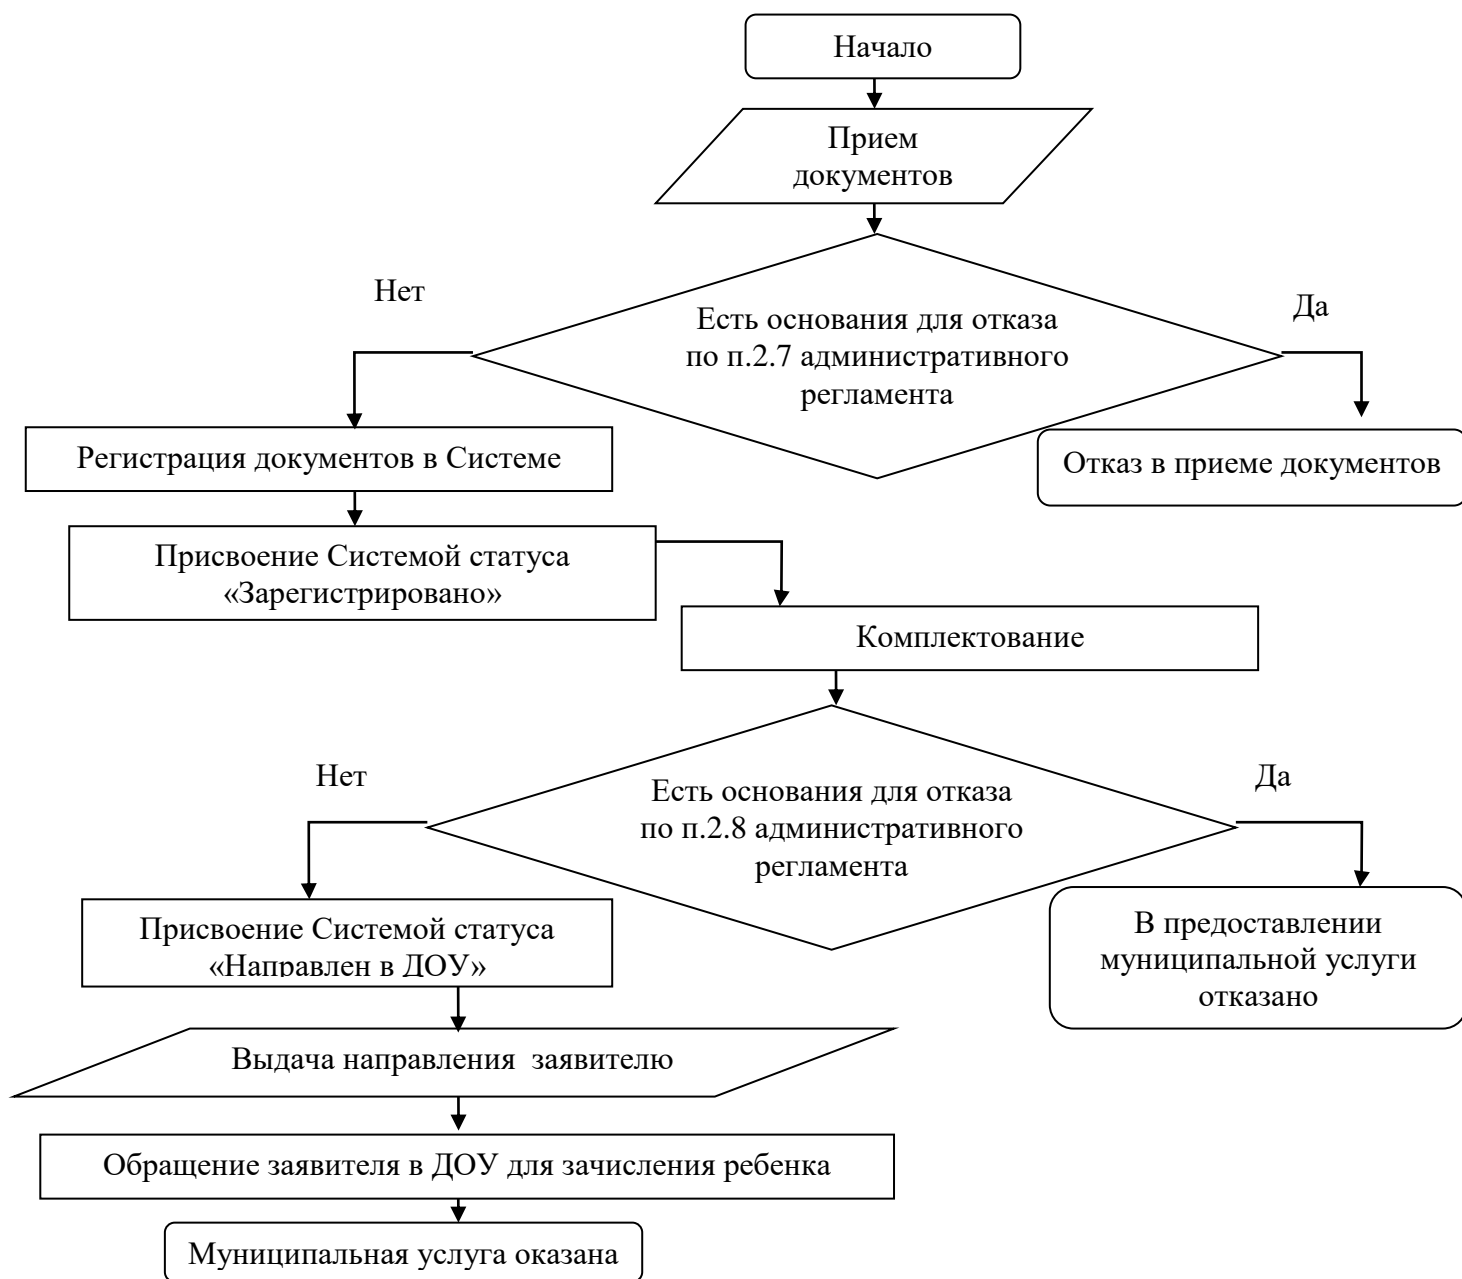 Начало
Прием
документов
Нет
Да
Есть основания для отказа
по п.2.7 административного
регламента
Регистрация документов в Системе
Отказ в приеме документов
Присвоение Системой статуса
«Зарегистрировано»
Комплектование
Нет
Да
Есть основания для отказа
по п.2.8 административного
регламента
Присвоение Системой статуса
«Направлен в ДОУ»
В предоставлении
муниципальной услуги
отказано
Выдача направления заявителю
Обращение заявителя в ДОУ для зачисления ребенка
Муниципальная услуга оказана